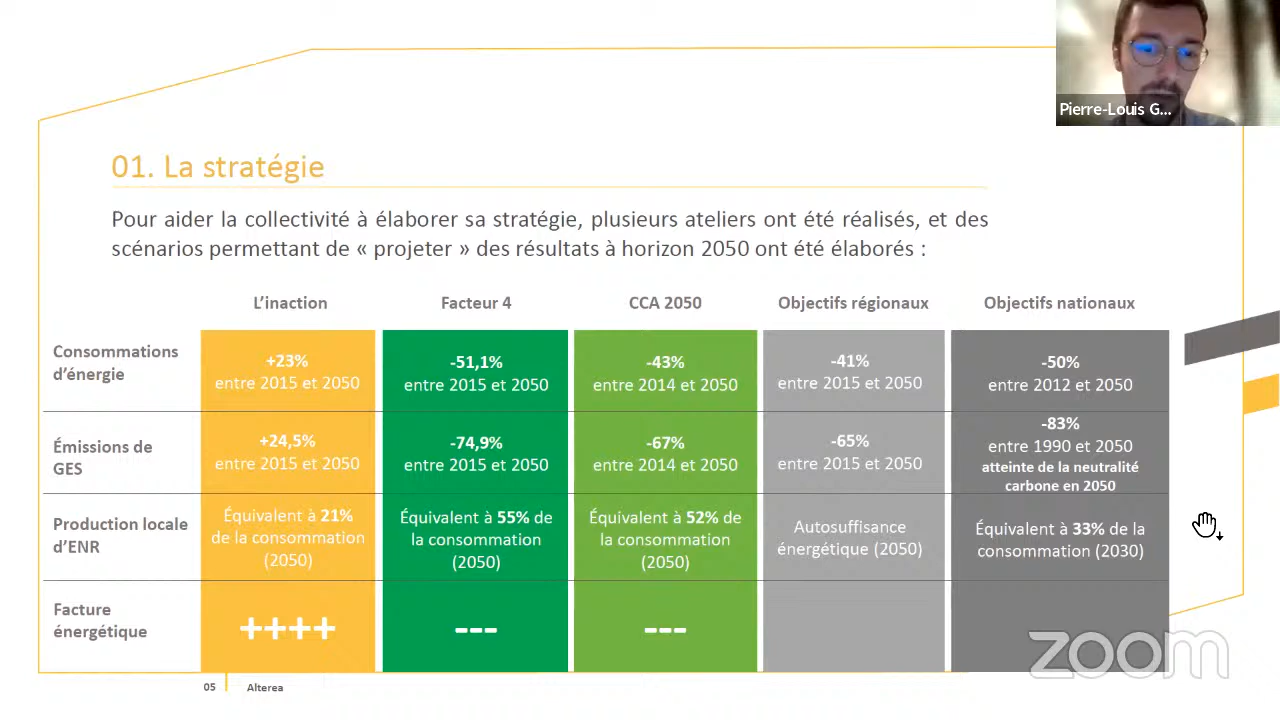 Pierre-Louis G...
01. La stratégie
Pour aider la collectivité à élaborer sa stratégie, plusieurs ateliers ont été réalisés, et des
scénarios permettant de « projeter » des résultats à horizon 2050 ont été élaborés :
L’inaction
Facteur 4
CCA 2050
Objectifs régionaux
Objectifs nationaux
Consommations
d’énergie
+23%
entre 2015 et 2050
-51,1%
entre 2015 et 2050
-43%
entre 2014 et 2050
-41%
entre 2015 et 2050
-50%
entre 2012 et 2050
Émissions de
GES
+24,5%
entre 2015 et 2050
-74,9%
entre 2015 et 2050
-67%
entre 2014 et 2050
-65%
entre 2015 et 2050
-83%
entre 1990 et 2050
atteinte de la neutralité
carbone en 2050
Production locale
d’ENR
Équivalent à 21%
de la consommation
(2050)
Équivalent à 55% de
la consommation
(2050)
Équivalent à 52% de
la consommation
(2050)
Autosuffisance
énergétique (2050)
Équivalent à 33% de la
consommation (2030)
Facture
énergétique
++++
---
---
zoom
05
Alterea